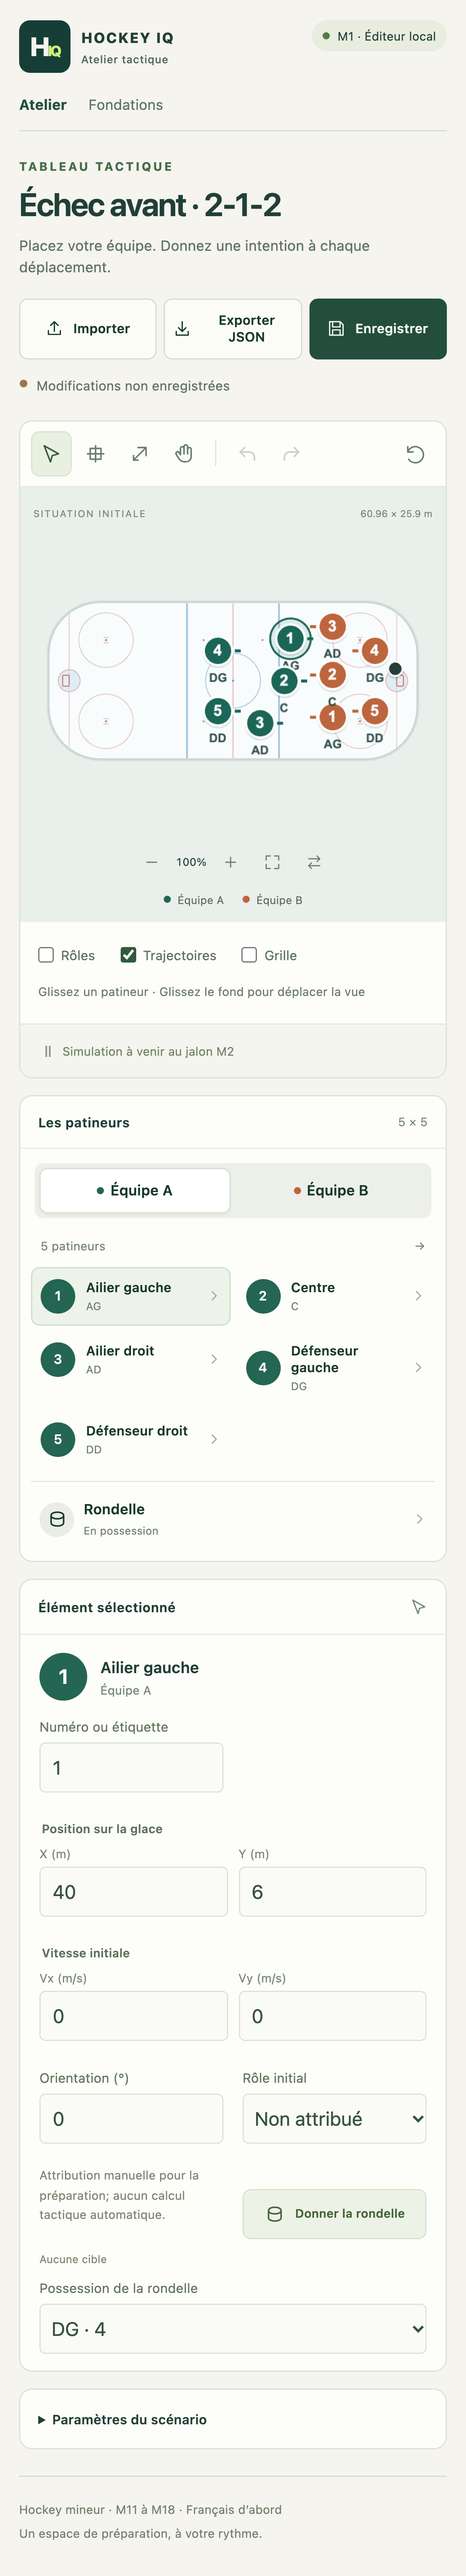 HIQ
HOCKEY IQ
Atelier tactique
M1 · Éditeur local
Atelier
Fondations
TABLEAU TACTIQUE
Échec avant · 2-1-2
Placez votre équipe. Donnez une intention à chaque
déplacement.
Importer
Exporter
JSON
Enregistrer
Modifications non enregistrées
SITUATION INITIALE
60.96 × 25.9 m
4
DG
5
DD
3
AD
1
AG
2
C
3
AD
2
C
1
AG
4
DG
5
DD
100%
Équipe A
Équipe B
Rôles
Trajectoires
Grille
Glissez un patineur · Glissez le fond pour déplacer la vue
Simulation à venir au jalon M2
Les patineurs
5 × 5
Équipe A
Équipe B
5 patineurs
1
Ailier gauche
AG
2
Centre
C
3
Ailier droit
AD
4
Défenseur
gauche
DG
5
Défenseur droit
DD
Rondelle
En possession
Élément sélectionné
1
Ailier gauche
Équipe A
Numéro ou étiquette
1
Position sur la glace
X (m)
Y (m)
40
6
Vitesse initiale
Vx (m/s)
Vy (m/s)
0
0
Orientation (°)
Rôle initial
0
Non attribué
Attribution manuelle pour la
préparation; aucun calcul
tactique automatique.
Donner la rondelle
Aucune cible
Possession de la rondelle
DG · 4
Paramètres du scénario
Hockey mineur · M11 à M18 · Français d'abord
Un espace de préparation, à votre rythme.